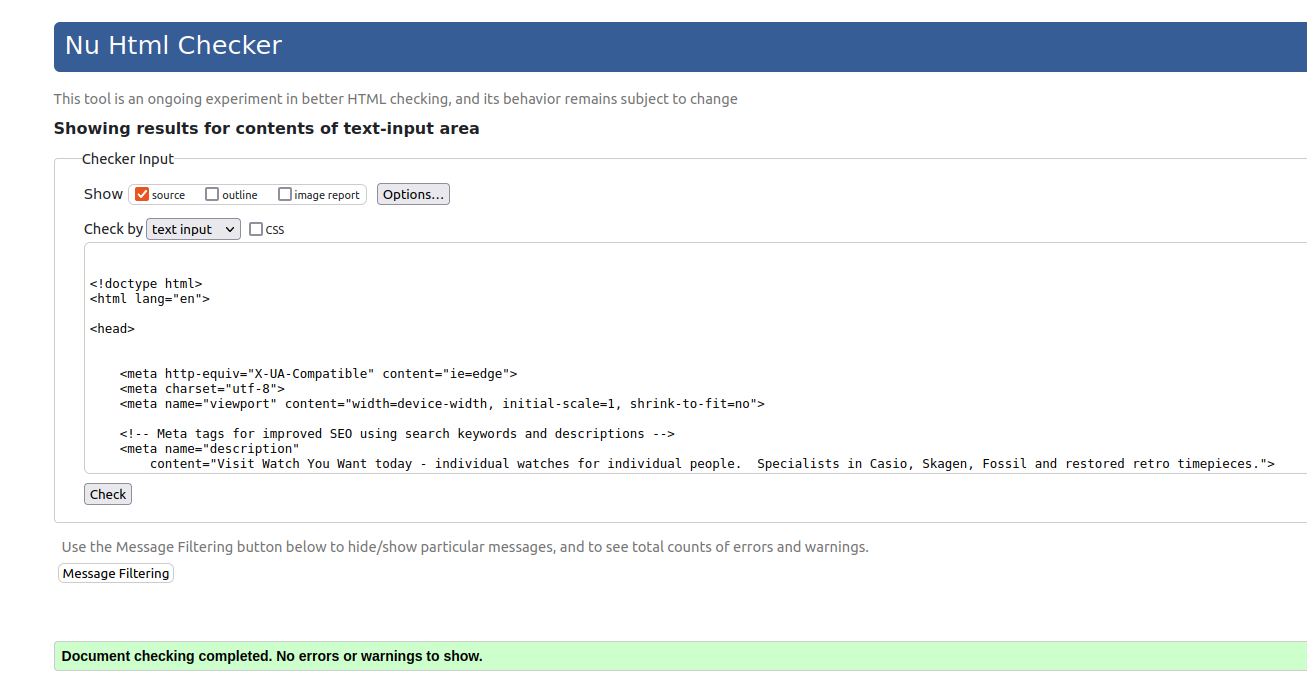 Nu Html Checker
This tool is an ongoing experiment in better HTML checking, and its behavior remains subject to change
Showing results for contents of text-input area
Checker Input
Show source outline image report Options...
Check by text input CSS
<!doctype html>
<html lang="en">
<head>
<meta http-equiv="X-UA-Compatible" content="ie=edge">
<meta charset="utf-8">
<meta name="viewport" content="width=device-width, initial-scale=1, shrink-to-fit=no">
<!-- Meta tags for improved SEO using search keywords and descriptions -->
<meta name="description"
content="Visit Watch You Want today - individual watches for individual people.  Specialists in Casio, Skagen, Fossil and restored retro timepieces.">
Check
Use the Message Filtering button below to hide/show particular messages, and to see total counts of errors and warnings.
Message Filtering
Document checking completed. No errors or warnings to show.